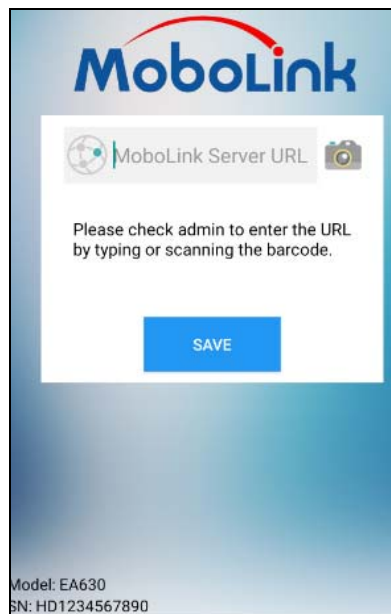 MoboLink
MoboLink Server URL
Please check admin to enter the URL
by typing or scanning the barcode.
SAVE
Model: EA630
SN: HD1234567890